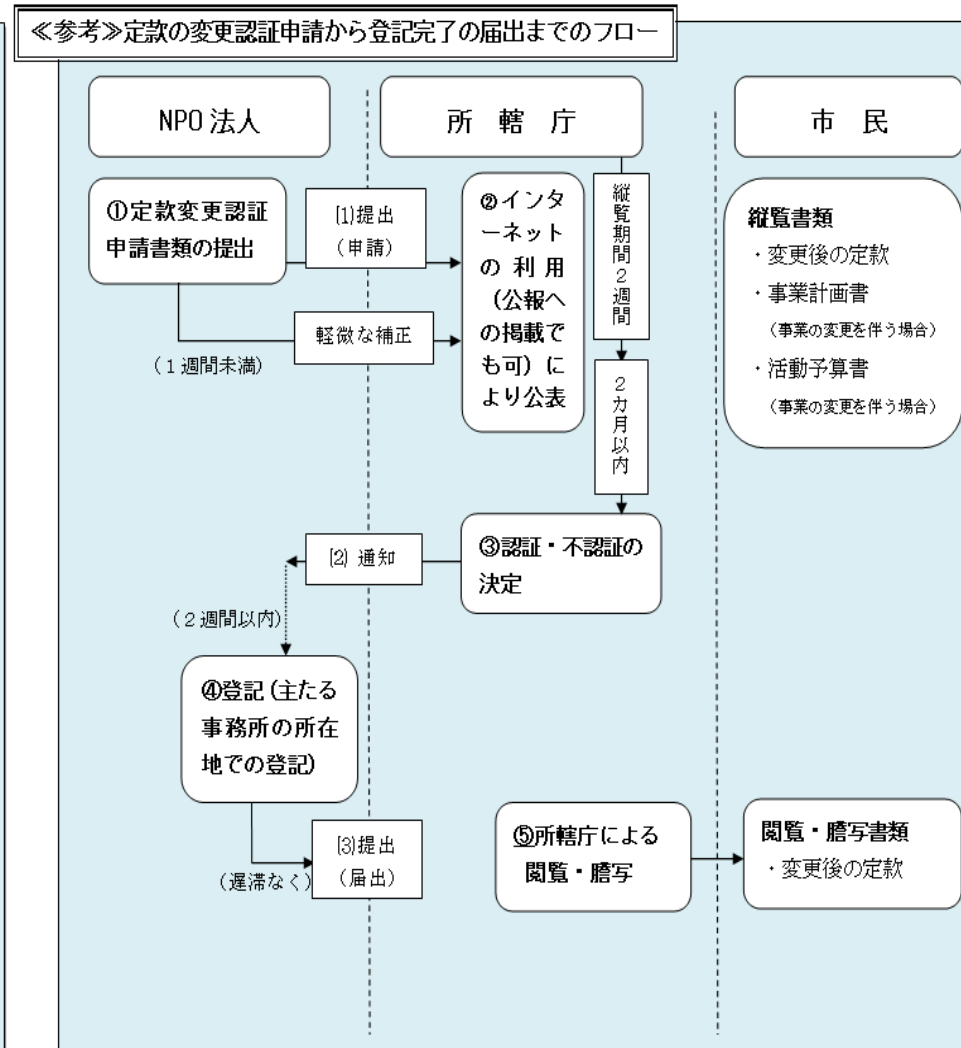 ≪参考≫定款の変更認証申請から登記完了の届出までのフロー
NPO法人
所 轄 庁
市 民
①定款変更認証
申請書類の提出
[1]提出
(申請)
軽微な補正
(1週間未満)
②インタ
ーネット
の利用
(公報へ
の掲載で
も可)に
より公表
縦覧期間2週間
2カ月以内
縦覧書類
・変更後の定款
・事業計画書
(事業の変更を伴う場合)
・活動予算書
(事業の変更を伴う場合)
③認証・不認証の
決定
[2] 通知
(2週間以内)
④登記(主たる
事務所の所在
地での登記)
[3]提出
(届出)
(遅滞なく)
⑤所轄庁による
閲覧・謄写
閲覧・謄写書類
・変更後の定款